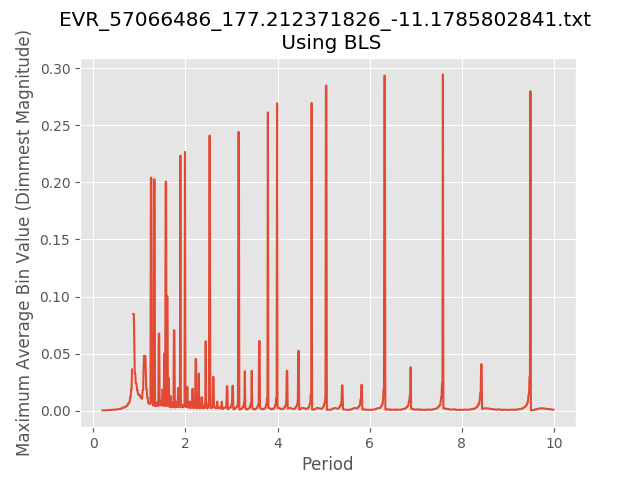 EVR_57066486_177.212371826_-11.1785802841.txt
Using BLS
Maximum Average Bin Value (Dimmest Magnitude)
0.30
0.25
0.20
0.15
0.10
0.05
0.00
0 2 4 6 8 10
Period